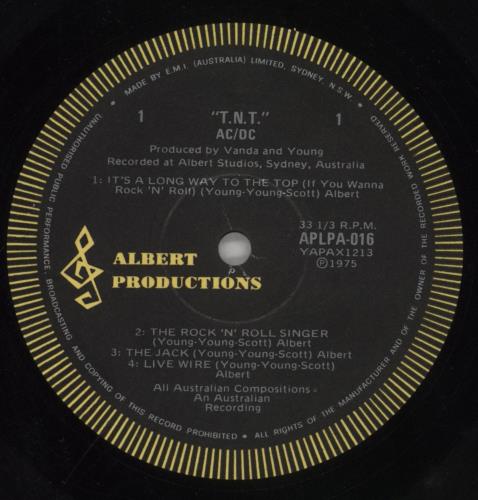 MADE BY E.M.I. (AUSTRALIA) LIMITED, SYDNEY, N·S·W·
1 "T.N.T." 1
AC/DC
Produced by Vanda and Young
Recorded at Albert Studios, Sydney, Australia
1: IT'S A LONG WAY TO THE TOP (If You Wanna
Rock 'N' Roll) (Young-Young-Scott) Albert
33 1/3 R.P.M.
APLPA-016
YAPAX1213
Ⓟ1975
ALBERT
PRODUCTIONS
P
2: THE ROCK 'N' ROLL SINGER
(Young-Young-Scott) Albert
3: THE JACK (Young-Young-Scott) Albert
4: LIVE WIRE (Young-Young-Scott) Albert
All Australian Compositions
An Australian
Recording
UNAUTHORISED PUBLIC PERFORMANCE, BROADCASTING AND COPYING OF THIS RECORD PROHIBITED • ALL RIGHTS OF THE MANUFACTURER AND OF THE OWNER OF THE RECORDED WORK RESERVED